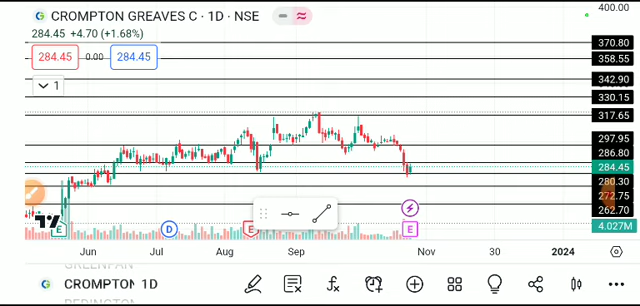 CROMPTON GREAVES C · 1D · NSE
400.00
284.45 +4.70 (+1.68%)
284.45 0.00 284.45
1
370.80
358.55
342.90
330.15
317.65
297.95
286.80
284.45
280.30
272.75
262.70
4.027M
E D E E
Jun Jul Aug Sep Nov 30 2024
CROMPTON 1D